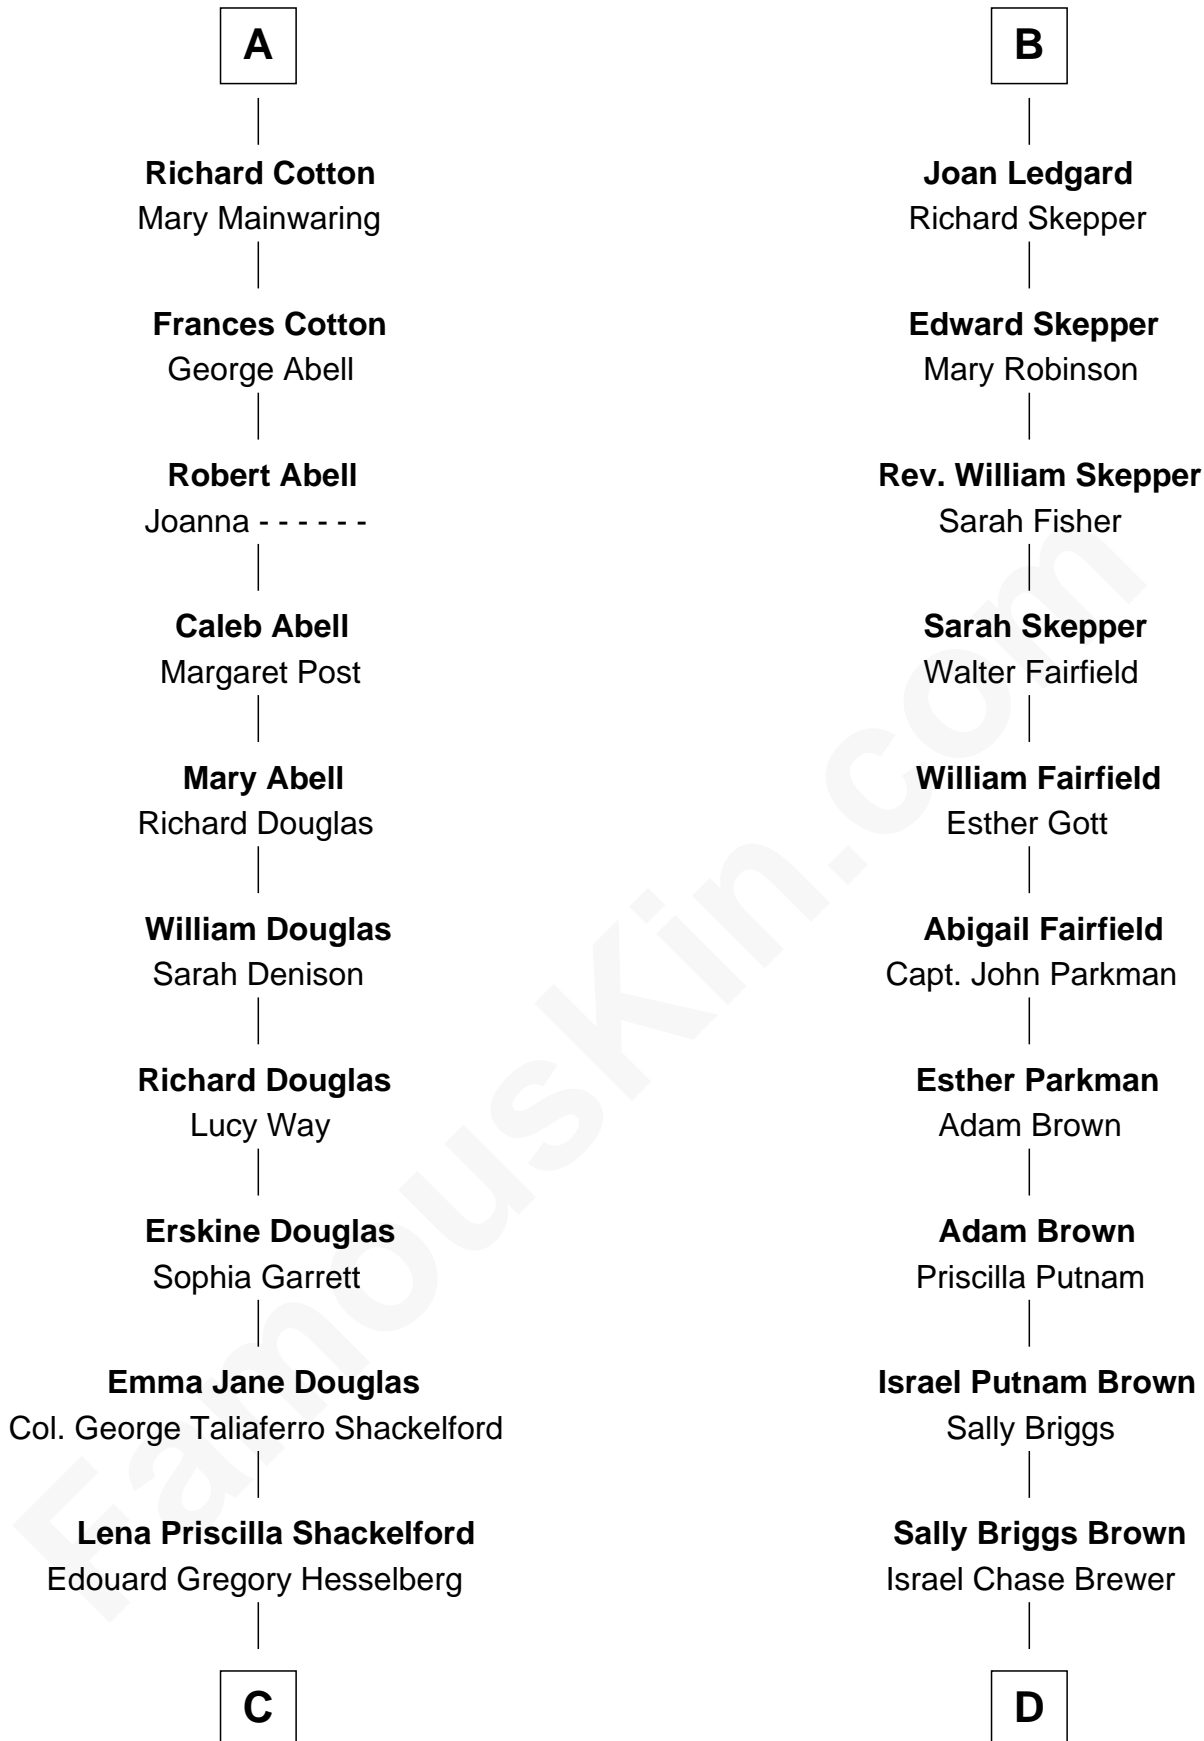 A
Richard Cotton
Mary Mainwaring
Frances Cotton
George Abell
Robert Abell
Joanna - - - - - -
Caleb Abell
Margaret Post
Mary Abell
Richard Douglas
William Douglas
Sarah Denison
Richard Douglas
Lucy Way
Erskine Douglas
Sophia Garrett
Emma Jane Douglas
Col. George Taliaferro Shackelford
Lena Priscilla Shackelford
Edouard Gregory Hesselberg
C
B
Joan Ledgard
Richard Skepper
Edward Skepper
Mary Robinson
Rev. William Skepper
Sarah Fisher
Sarah Skepper
Walter Fairfield
William Fairfield
Esther Gott
Abigail Fairfield
Capt. John Parkman
Esther Parkman
Adam Brown
Adam Brown
Priscilla Putnam
Israel Putnam Brown
Sally Briggs
Sally Briggs Brown
Israel Chase Brewer
D
FamousKin.com